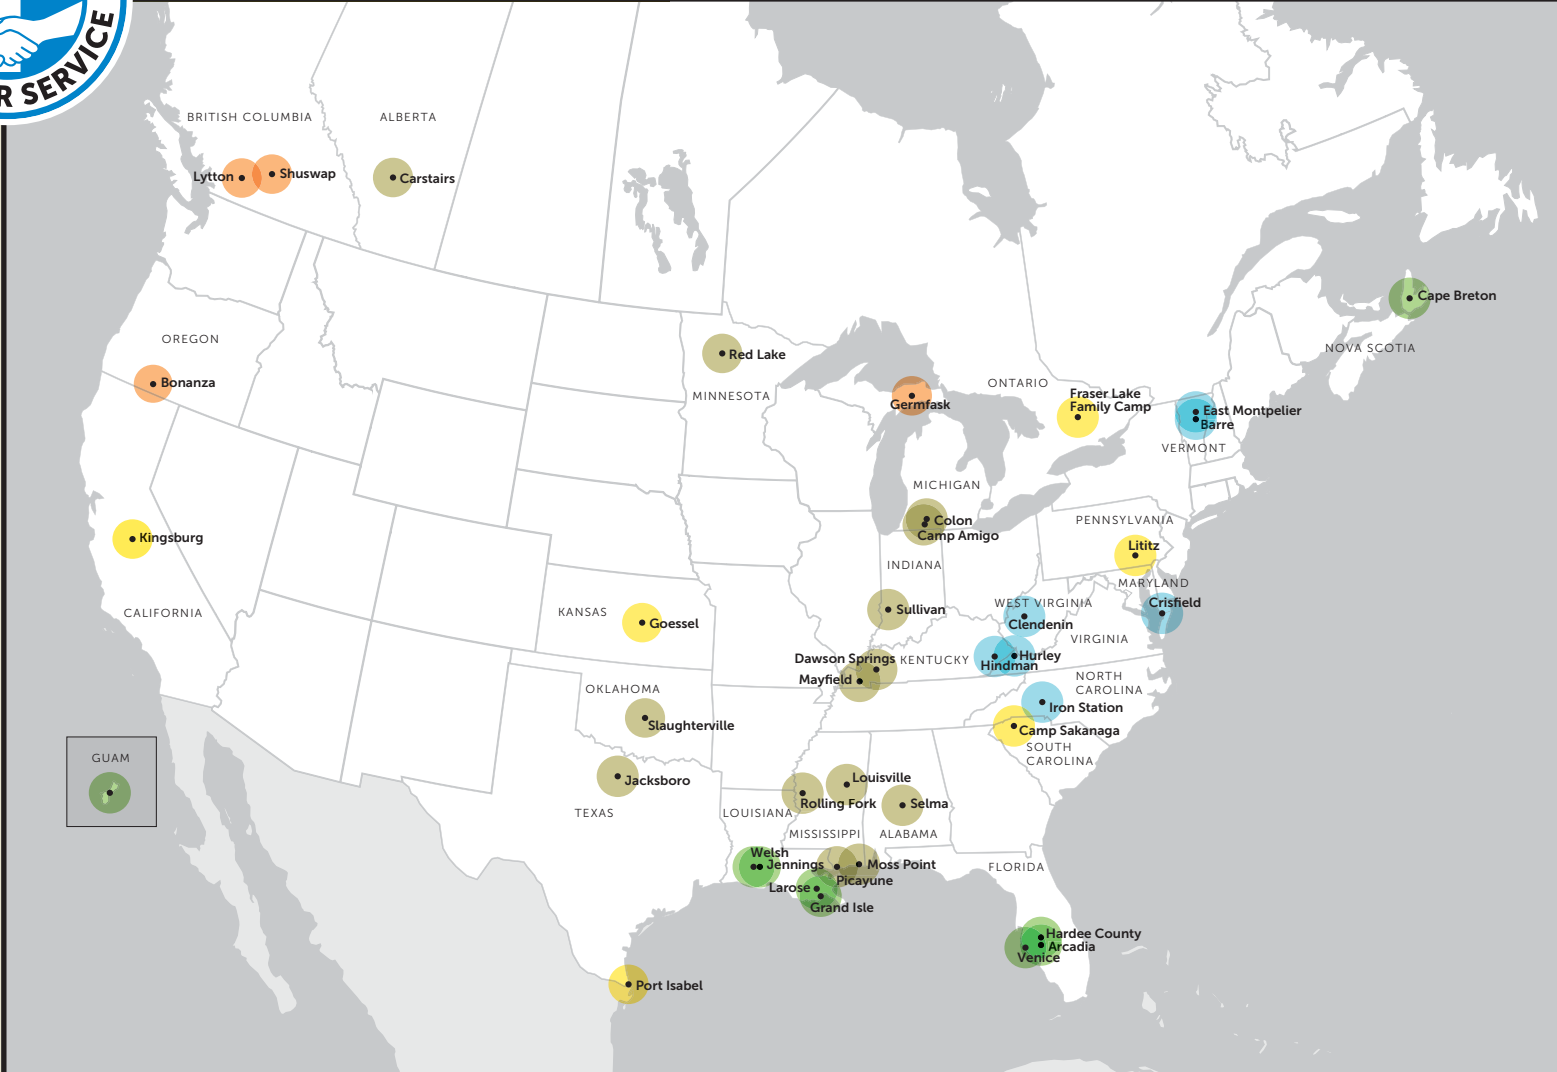 R SERVICE
BRITISH COLUMBIA
ALBERTA
Lytton
Shuswap
Carstairs
Cape Breton
NOVA SCOTIA
OREGON
Bonanza
Red Lake
MINNESOTA
Germfask
ONTARIO
Fraser Lake
Family Camp
East Montpelier
Barre
VERMONT
MICHIGAN
Colon
Camp Amigo
PENNSYLVANIA
Lititz
Kingsburg
CALIFORNIA
INDIANA
MARYLAND
Crisfield
KANSAS
Goessel
Sullivan
WEST VIRGINIA
Clendenin
VIRGINIA
Dawson Springs
KENTUCKY
Hurley
Hindman
Mayfield
NORTH
CAROLINA
OKLAHOMA
Iron Station
Slaughterville
Camp Sakanaga
SOUTH
CAROLINA
GUAM
Jacksboro
Louisville
Rolling Fork
Selma
TEXAS
LOUISIANA
MISSISSIPPI
ALABAMA
Welsh
Jennings
Moss Point
FLORIDA
Picayune
Larose
Grand Isle
Hardee County
Arcadia
Venice
Port Isabel